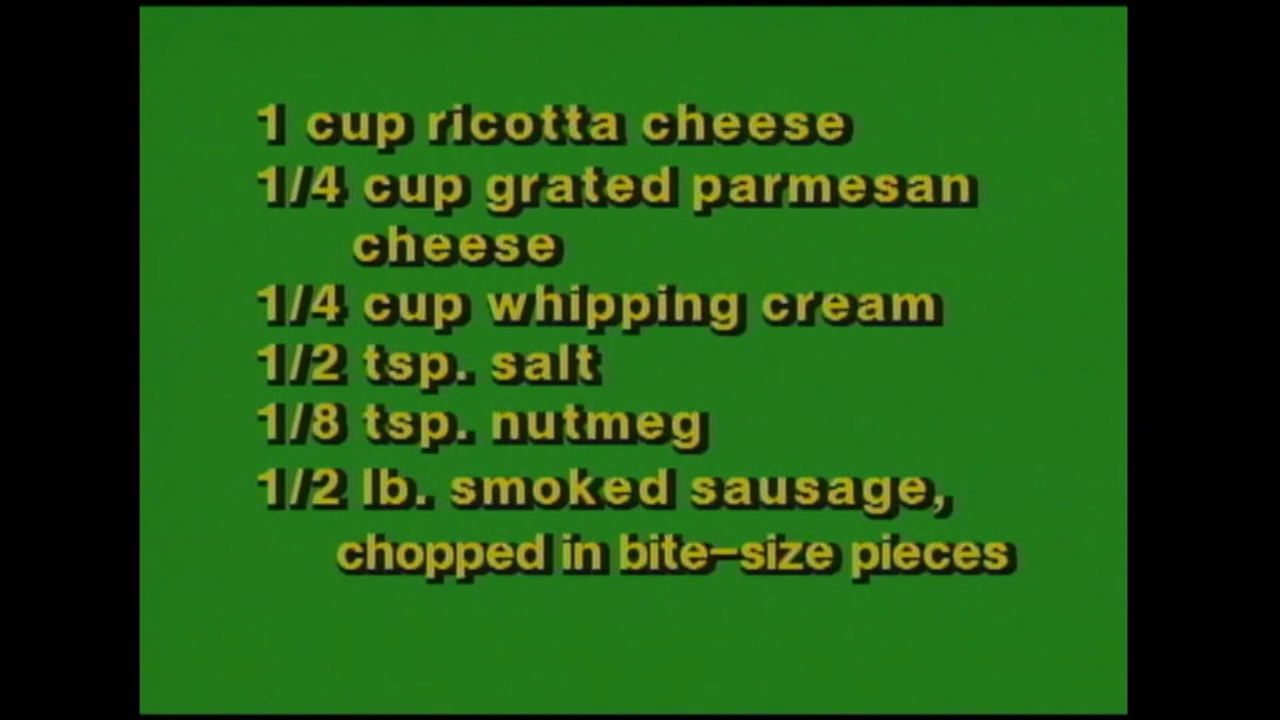 1 cup ricotta cheese
1/4 cup grated parmesan
cheese
1/4 cup whipping cream
1/2 tsp. salt
1/8 tsp. nutmeg
1/2 lb. smoked sausage,
chopped in bite–size pieces